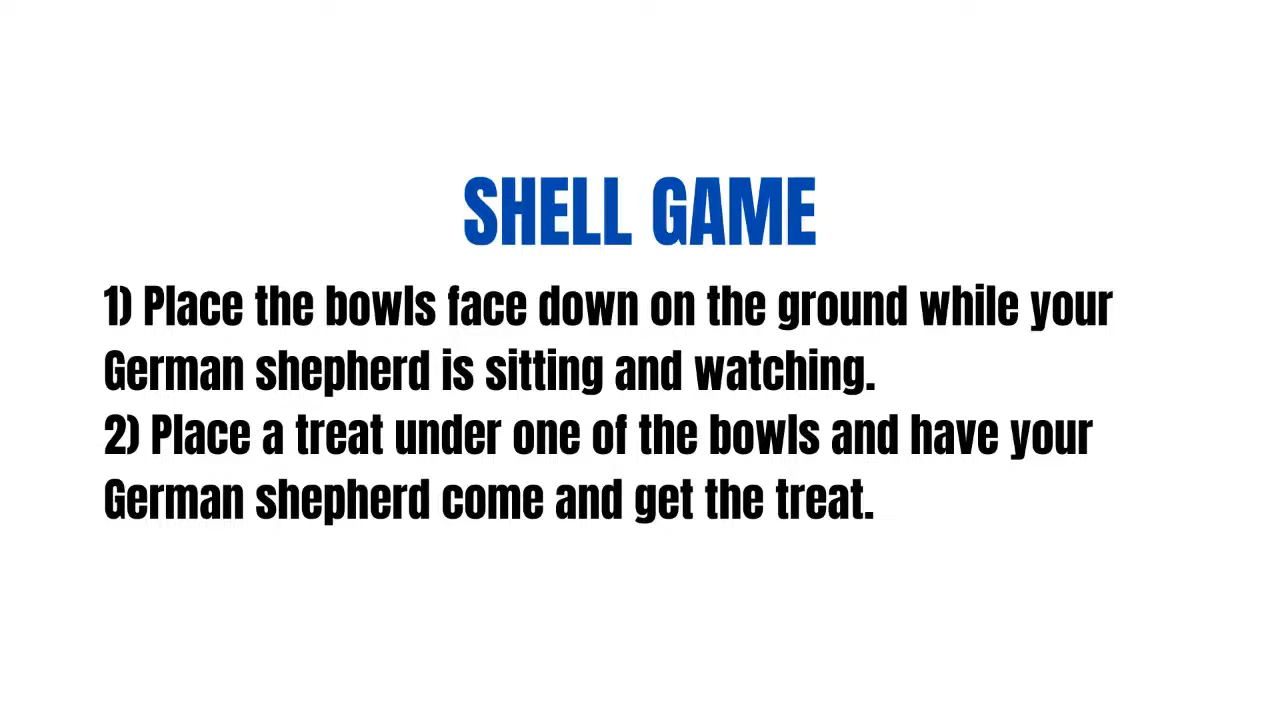 SHELL GAME
1) Place the bowls face down on the ground while your
German shepherd is sitting and watching.
2) Place a treat under one of the bowls and have your
German shepherd come and get the treat.